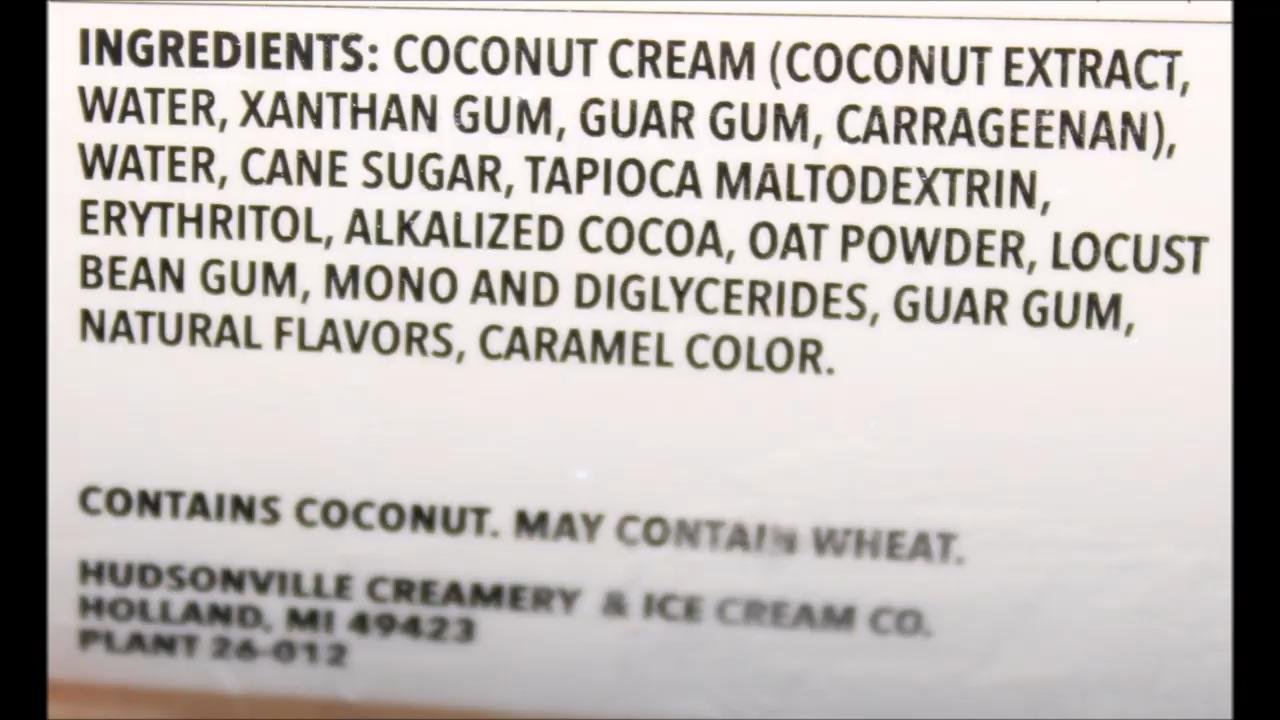 INGREDIENTS: COCONUT CREAM (COCONUT EXTRACT,
WATER, XANTHAN GUM, GUAR GUM, CARRAGEENAN),
WATER, CANE SUGAR, TAPIOCA MALTODEXTRIN,
ERYTHRITOL, ALKALIZED COCOA, OAT POWDER, LOCUST
BEAN GUM, MONO AND DIGLYCERIDES, GUAR GUM,
NATURAL FLAVORS, CARAMEL COLOR.
CONTAINS COCONUT. MAY CONTAIN WHEAT.
HUDSONVILLE CREAMERY & ICE CREAM CO.
HOLLAND, MI 49423
PLANT 26-012